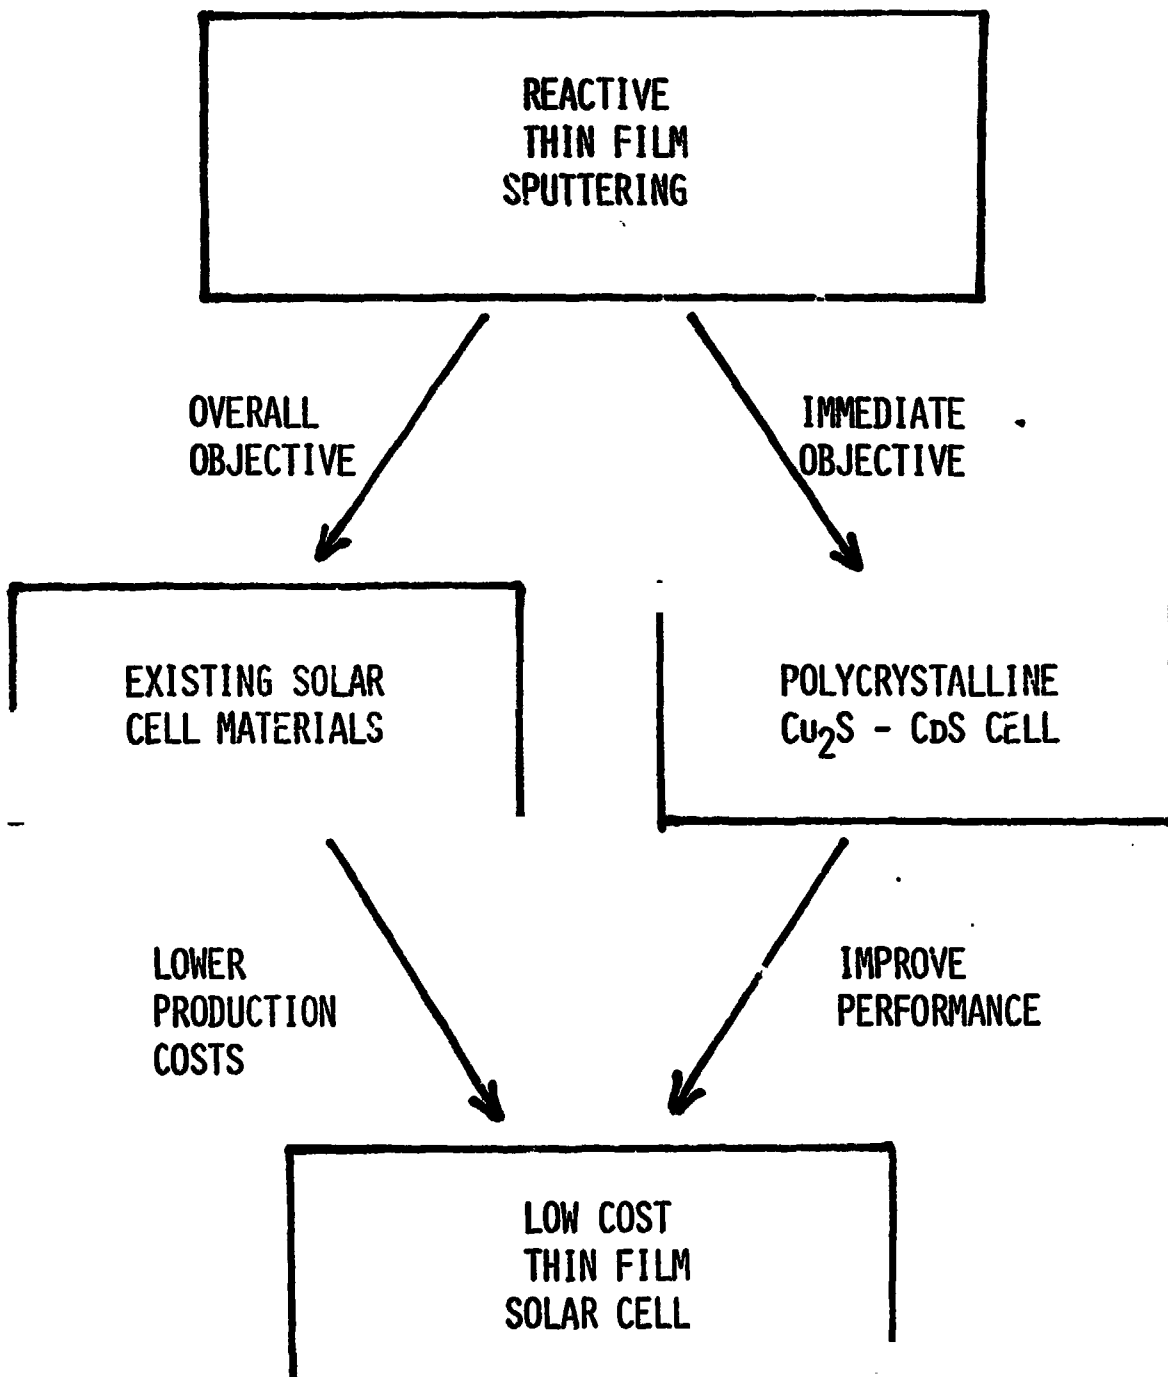 REACTIVE
THIN FILM
SPUTTERING
OVERALL
OBJECTIVE
IMMEDIATE
OBJECTIVE
EXISTING SOLAR
CELL MATERIALS
POLYCRYSTALLINE
Cu₂S - CDS CELL
LOWER
PRODUCTION
COSTS
IMPROVE
PERFORMANCE
LOW COST
THIN FILM
SOLAR CELL